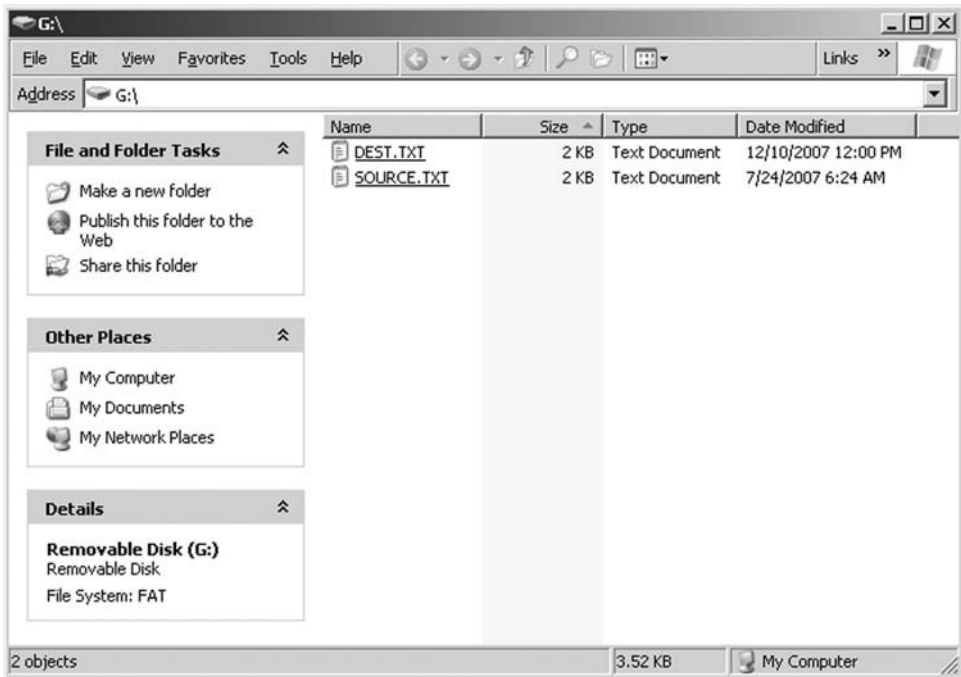 G:\
File Edit View Favorites Tools Help Links »
Address G:\
File and Folder Tasks
Make a new folder
Publish this folder to the
Web
Share this folder
Other Places
My Computer
My Documents
My Network Places
Details
Removable Disk (G:)
Removable Disk
File System: FAT
Name Size Type Date Modified
DEST.TXT 2 KB Text Document 12/10/2007 12:00 PM
SOURCE.TXT 2 KB Text Document 7/24/2007 6:24 AM
2 objects 3.52 KB My Computer